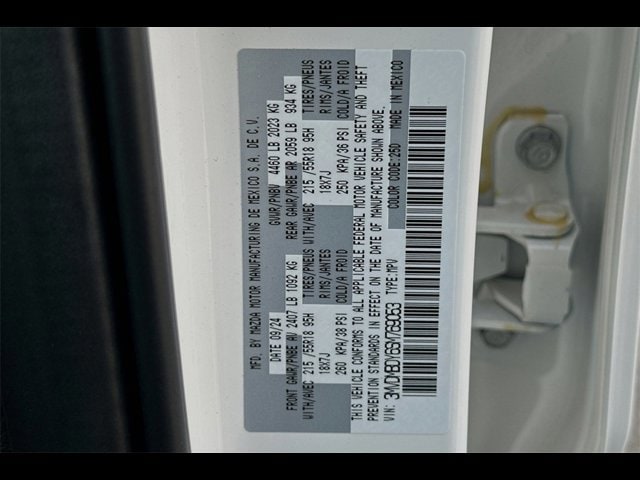 MFD. BY MAZDA MOTOR MANUFACTURING DE MEXICO S.A. DE C.V.
DATE 09/24 GVWR/PNBV 4460 LB 2023 KG
FRONT GAWR/PNBE AV 2407 LB 1092 KG REAR GAWR/PNBE AR 2059 LB 934 KG
WITH/AVEC 215 /55R18 95H TIRES/PNEUS WITH/AVEC 215 /55R18 95H TIRES/PNEUS
18X7J RIMS/JANTES 18X7J RIMS/JANTES
260 KPA/38 PSI COLD/A FROID 250 KPA/36 PSI COLD/A FROID
THIS VEHICLE CONFORMS TO ALL APPLICABLE FEDERAL MOTOR VEHICLE SAFETY AND THEFT
PREVENTION STANDARDS IN EFFECT ON THE DATE OF MANUFACTURE SHOWN ABOVE.
VIN: TYPE:MPV COLOR CODE:25D MADE IN MEXICO